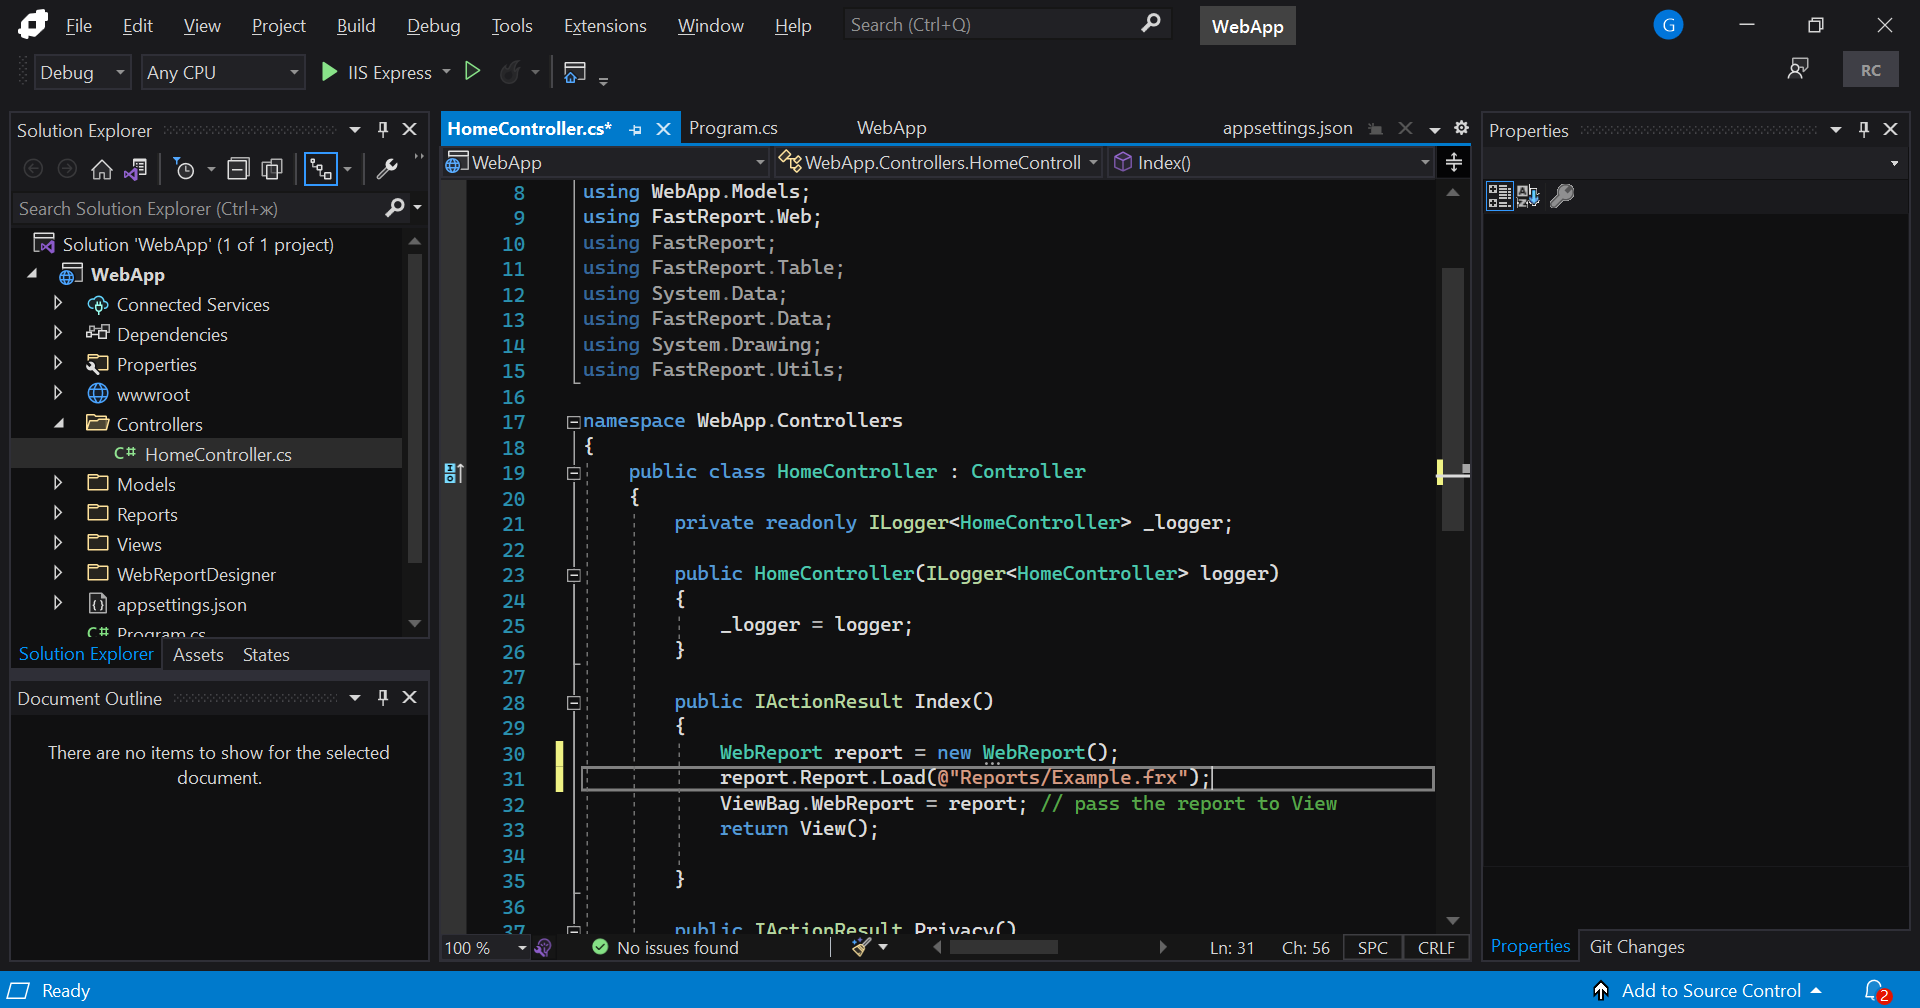 File Edit View Project Build Debug Tools Extensions Window Help Search (Ctrl+Q) WebApp G
Debug Any CPU IIS Express RC
Solution Explorer
Search Solution Explorer (Ctrl+ж)
Solution 'WebApp' (1 of 1 project)
WebApp
Connected Services
Dependencies
Properties
wwwroot
Controllers
C# HomeController.cs
Models
Reports
Views
WebReportDesigner
appsettings.json
C# Program.cs
Solution Explorer Assets States
Document Outline
There are no items to show for the selected
document.
HomeController.cs* Program.cs WebApp appsettings.json
WebApp WebApp.Controllers.HomeControll Index()
8 using WebApp.Models;
9 using FastReport.Web;
10 using FastReport;
11 using FastReport.Table;
12 using System.Data;
13 using FastReport.Data;
14 using System.Drawing;
15 using FastReport.Utils;
16
17 namespace WebApp.Controllers
18 {
19 public class HomeController : Controller
20 {
21 private readonly ILogger<HomeController> _logger;
22
23 public HomeController(ILogger<HomeController> logger)
24 {
25 _logger = logger;
26 }
27
28 public IActionResult Index()
29 {
30 WebReport report = new WebReport();
31 report.Report.Load(@"Reports/Example.frx");
32 ViewBag.WebReport = report; // pass the report to View
33 return View();
34
35 }
36
37 public IActionResult Privacy()
100 % No issues found Ln: 31 Ch: 56 SPC CRLF
Properties
Properties Git Changes
Ready Add to Source Control 2